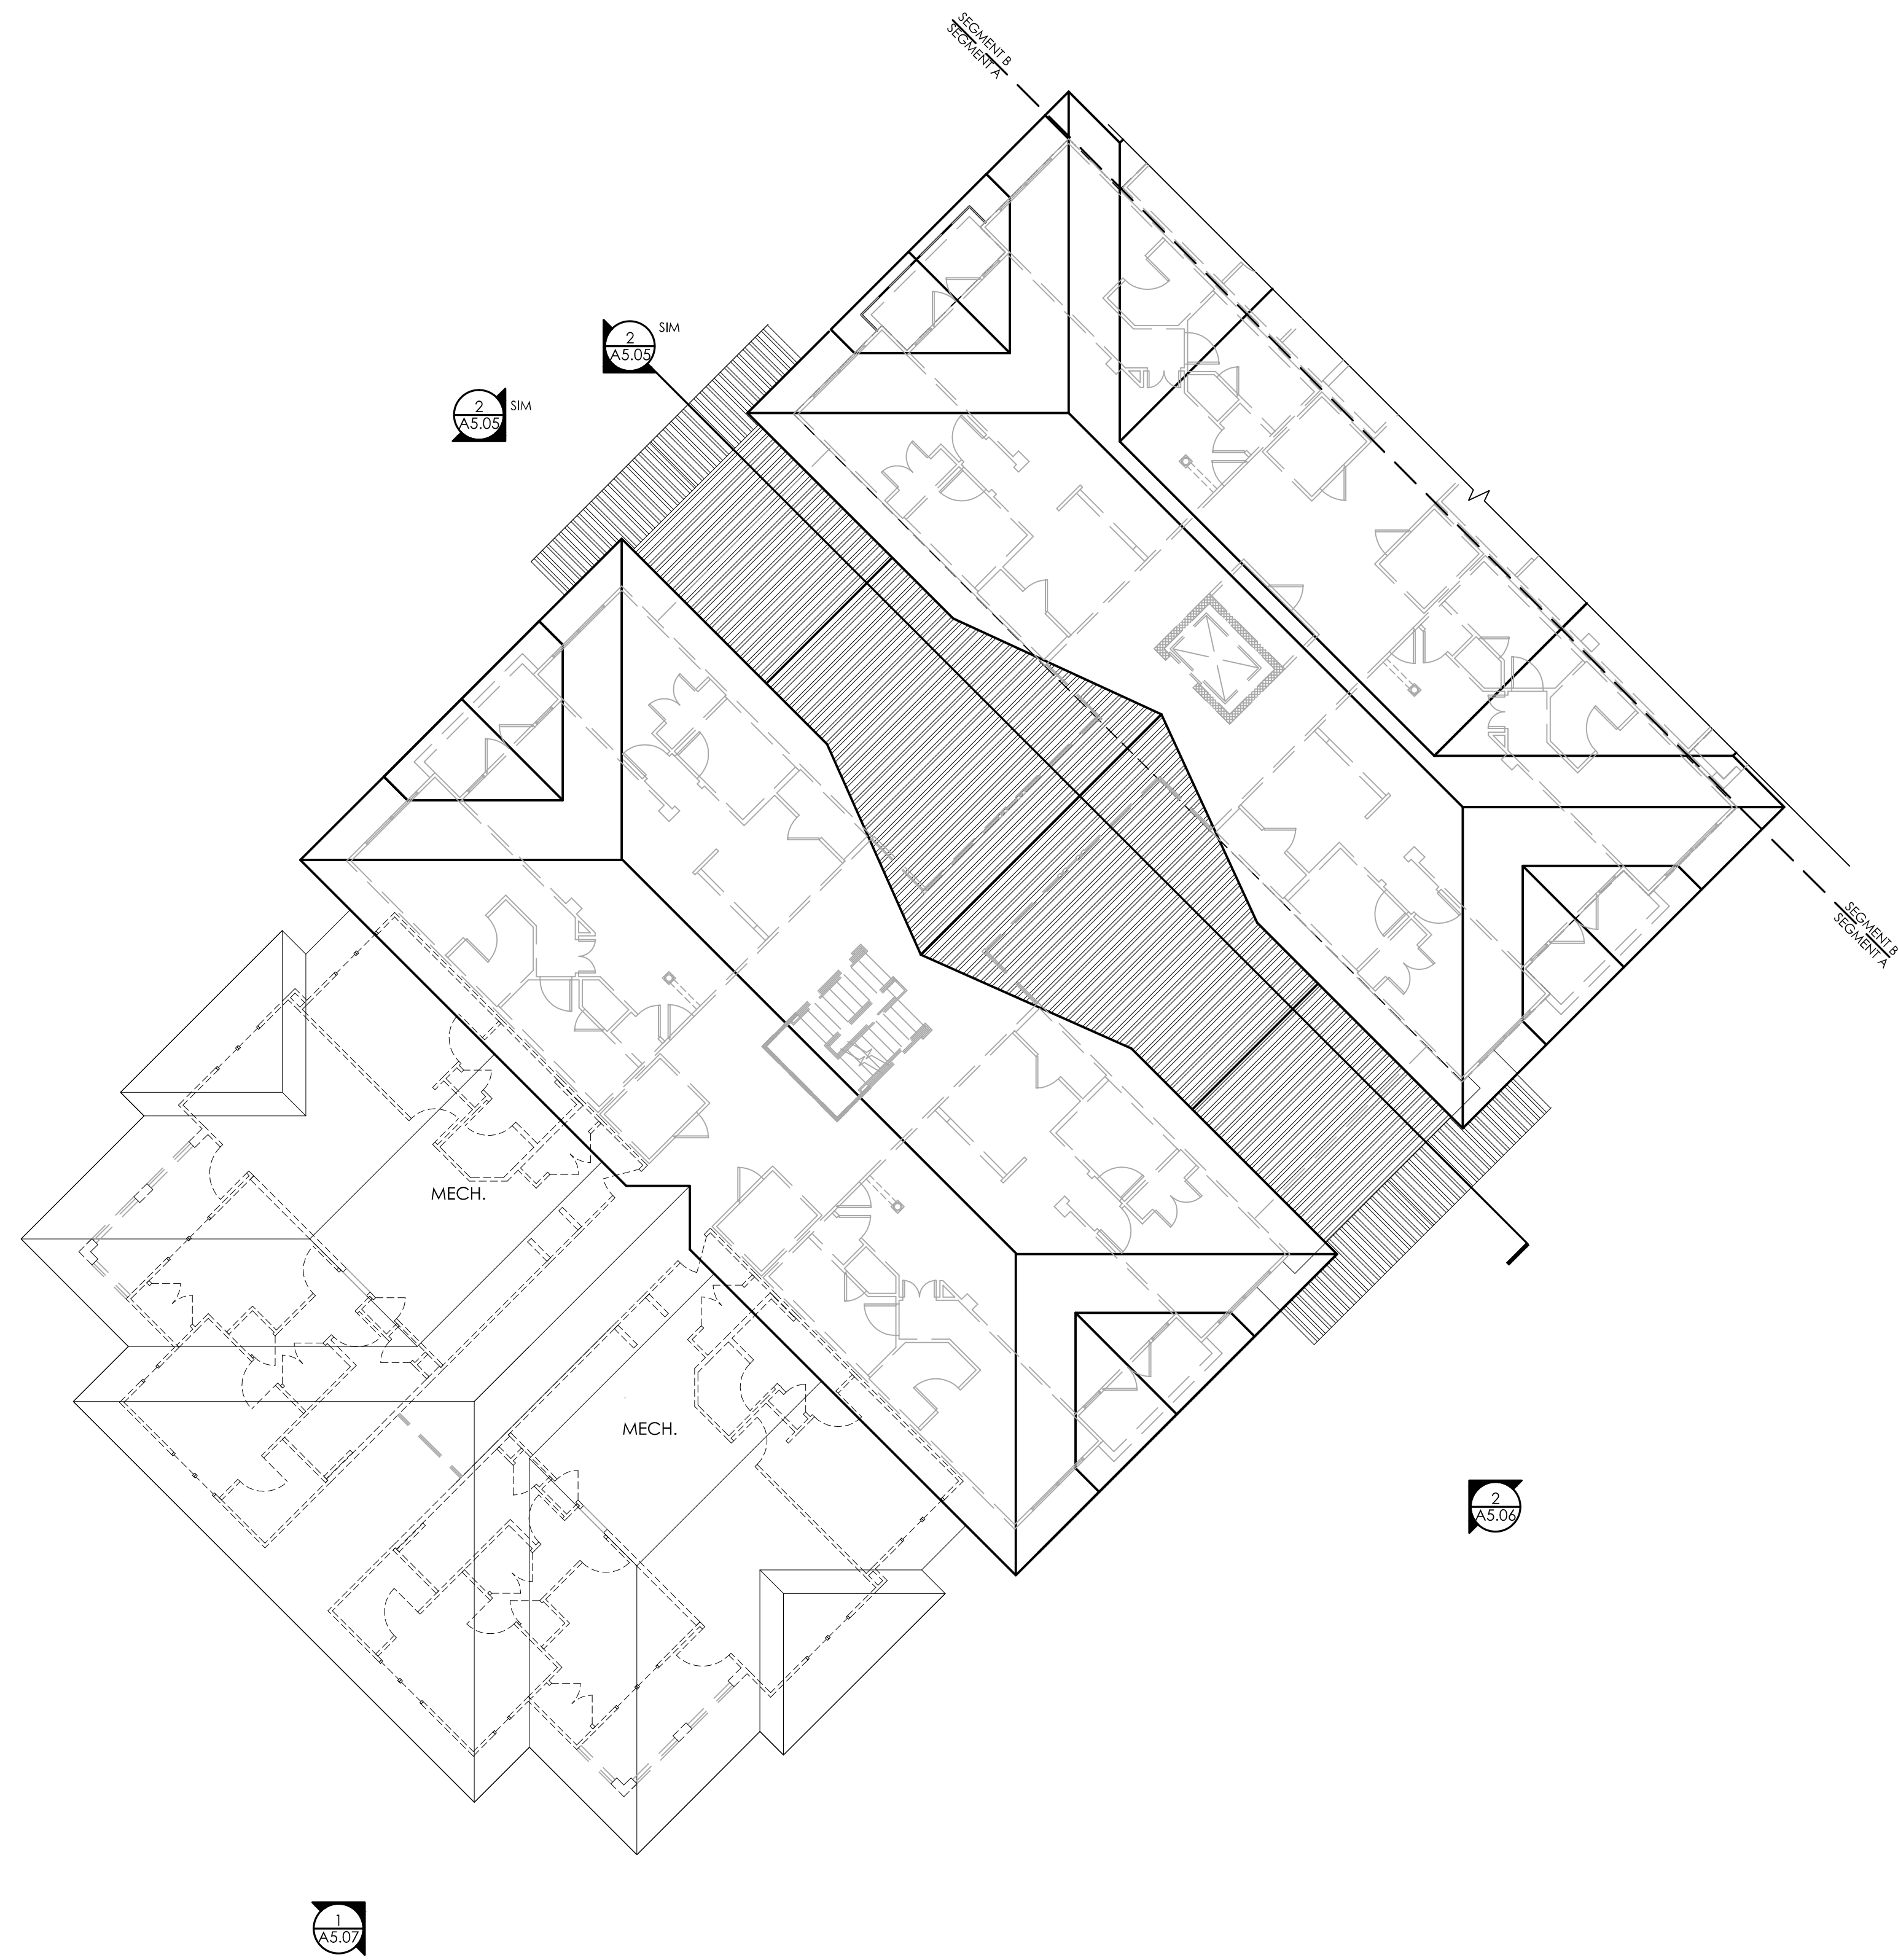 SEGMENT B
SEGMENT A
2
A5.05
SIM
2
A5.05
SIM
SEGMENT B
SEGMENT A
MECH.
MECH.
2
A5.06
1
A5.07